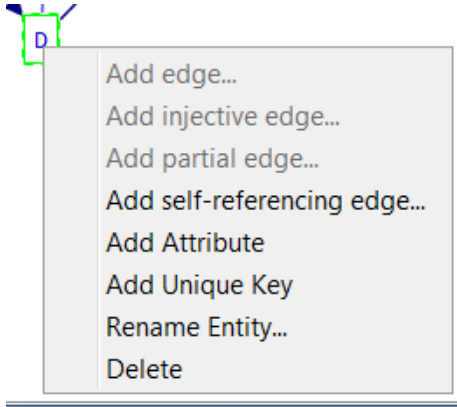 D
Add edge...
Add injective edge...
Add partial edge...
Add self-referencing edge...
Add Attribute
Add Unique Key
Rename Entity...
Delete